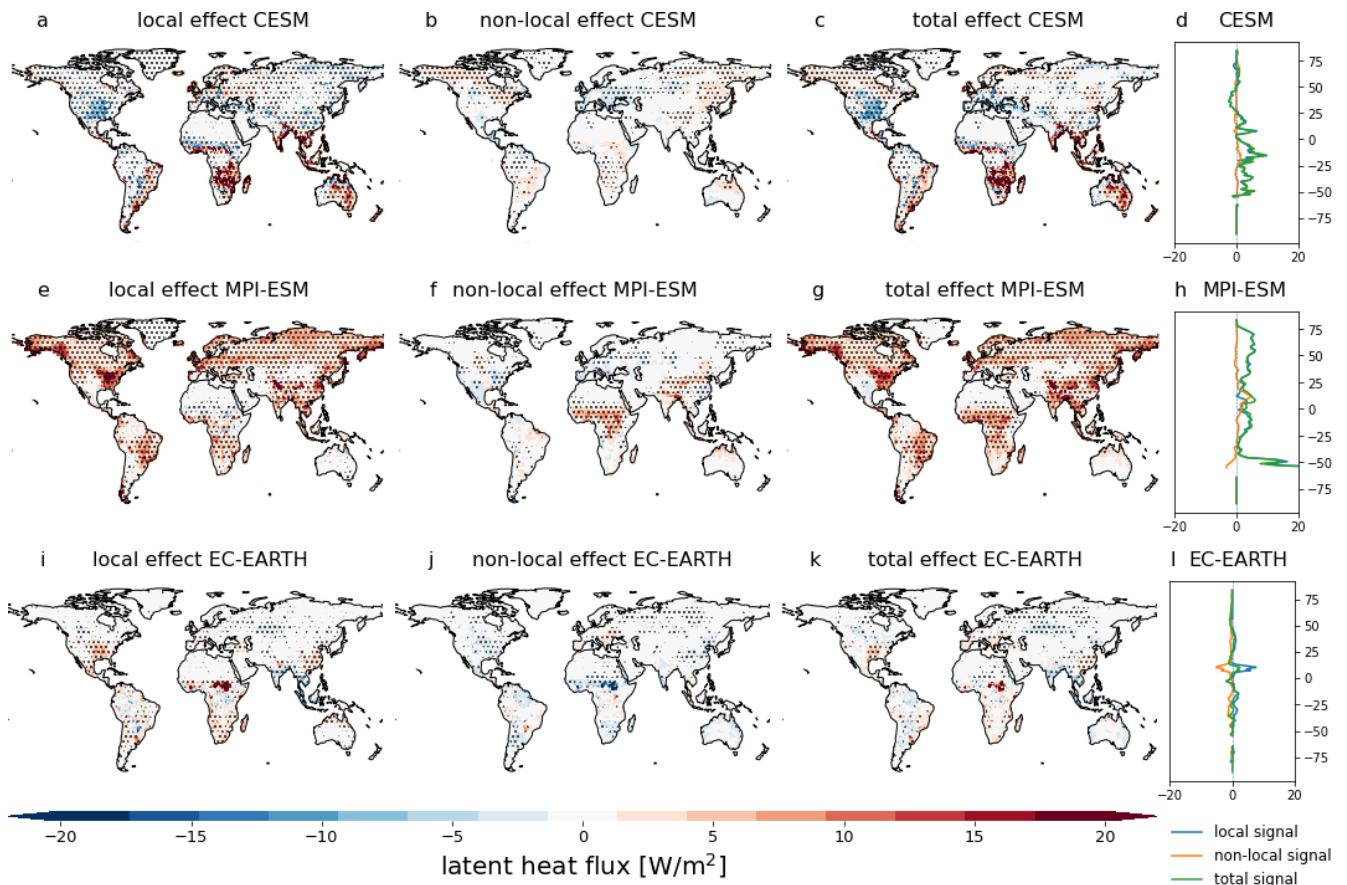 a local effect CESM b non-local effect CESM c total effect CESM d CESM
75
50
25
0
−25
−50
−75
−20 0 20
e local effect MPI-ESM f non-local effect MPI-ESM g total effect MPI-ESM h MPI-ESM
75
50
25
0
−25
−50
−75
−20 0 20
i local effect EC-EARTH j non-local effect EC-EARTH k total effect EC-EARTH l EC-EARTH
75
50
25
0
−25
−50
−75
−20 0 20
−20 −15 −10 −5 0 5 10 15 20
latent heat flux [W/m²]
local signal
non-local signal
total signal